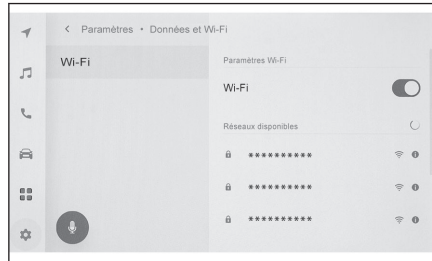 < Paramètres • Données et Wi-Fi
Wi-Fi
Paramètres Wi-Fi
Wi-Fi
Réseaux disponibles
**********
**********
**********